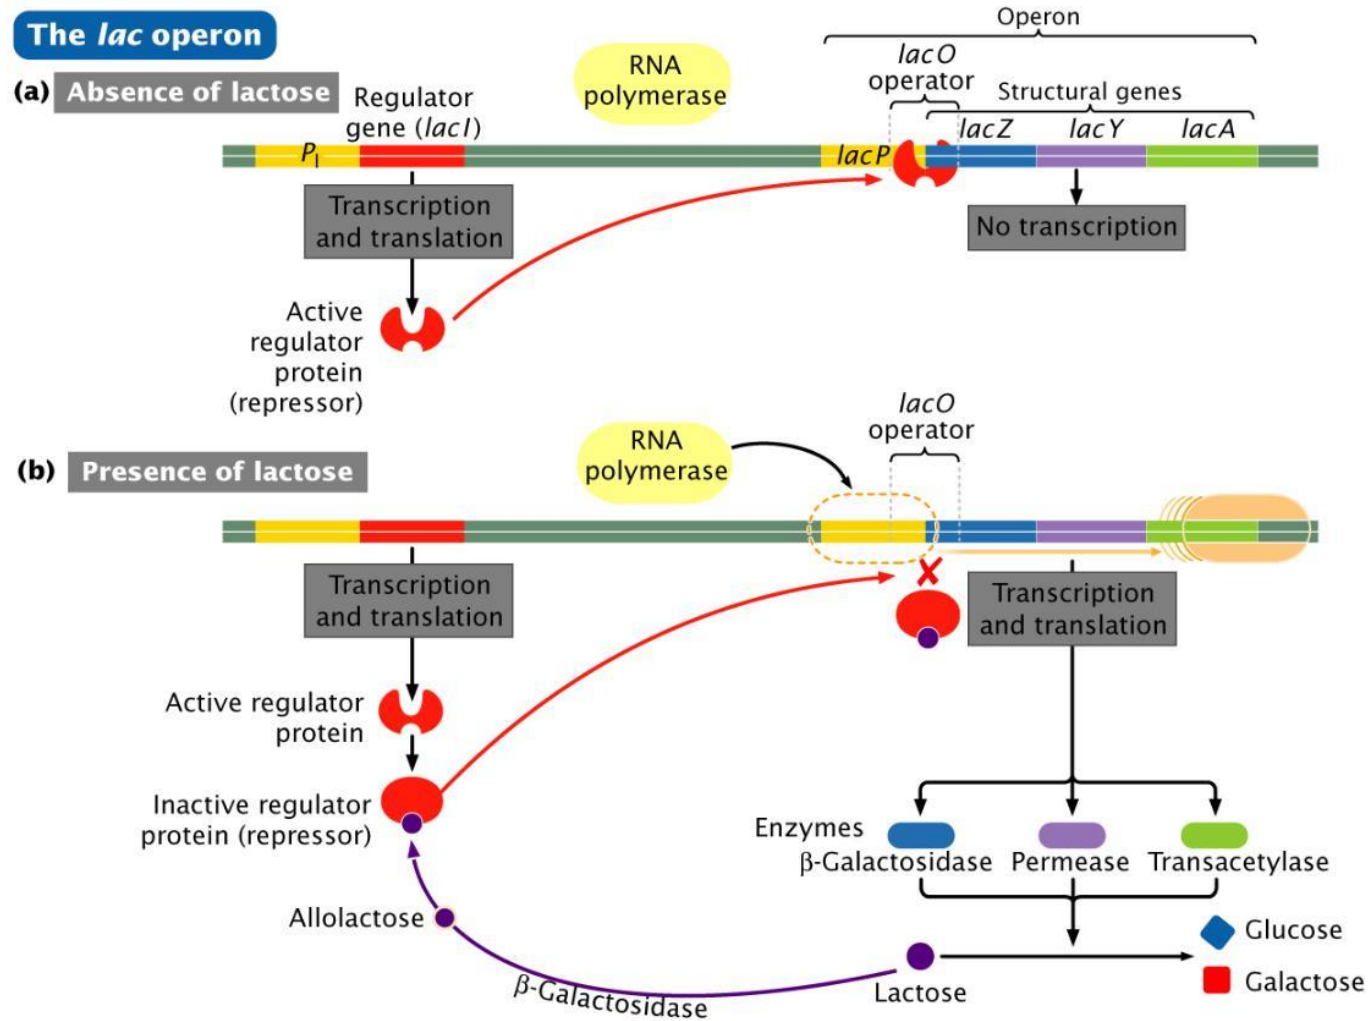 The lac operon
(a) Absence of lactose
Regulator
gene (lacI)
RNA
polymerase
Operon
lacO
operator
Structural genes
lacZ lacY lacA
PI
lacP
Transcription
and translation
No transcription
Active
regulator
protein
(repressor)
(b) Presence of lactose
RNA
polymerase
lacO
operator
Transcription
and translation
Transcription
and translation
Active regulator
protein
Inactive regulator
protein (repressor)
Enzymes
β-Galactosidase Permease Transacetylase
Allolactose
β-Galactosidase
Lactose
Glucose
Galactose